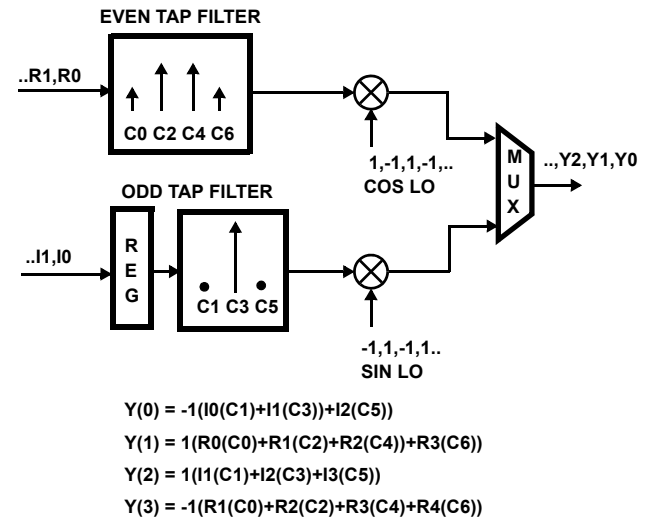 EVEN TAP FILTER
..R1,R0
C0 C2 C4 C6
1,-1,1,-1,..
COS LO
MUX
..,Y2,Y1,Y0
ODD TAP FILTER
..I1,I0
REG
C1 C3 C5
-1,1,-1,1..
SIN LO
Y(0) = -1(I0(C1)+I1(C3))+I2(C5))
Y(1) = 1(R0(C0)+R1(C2)+R2(C4))+R3(C6))
Y(2) = 1(I1(C1)+I2(C3)+I3(C5))
Y(3) = -1(R1(C0)+R2(C2)+R3(C4)+R4(C6))